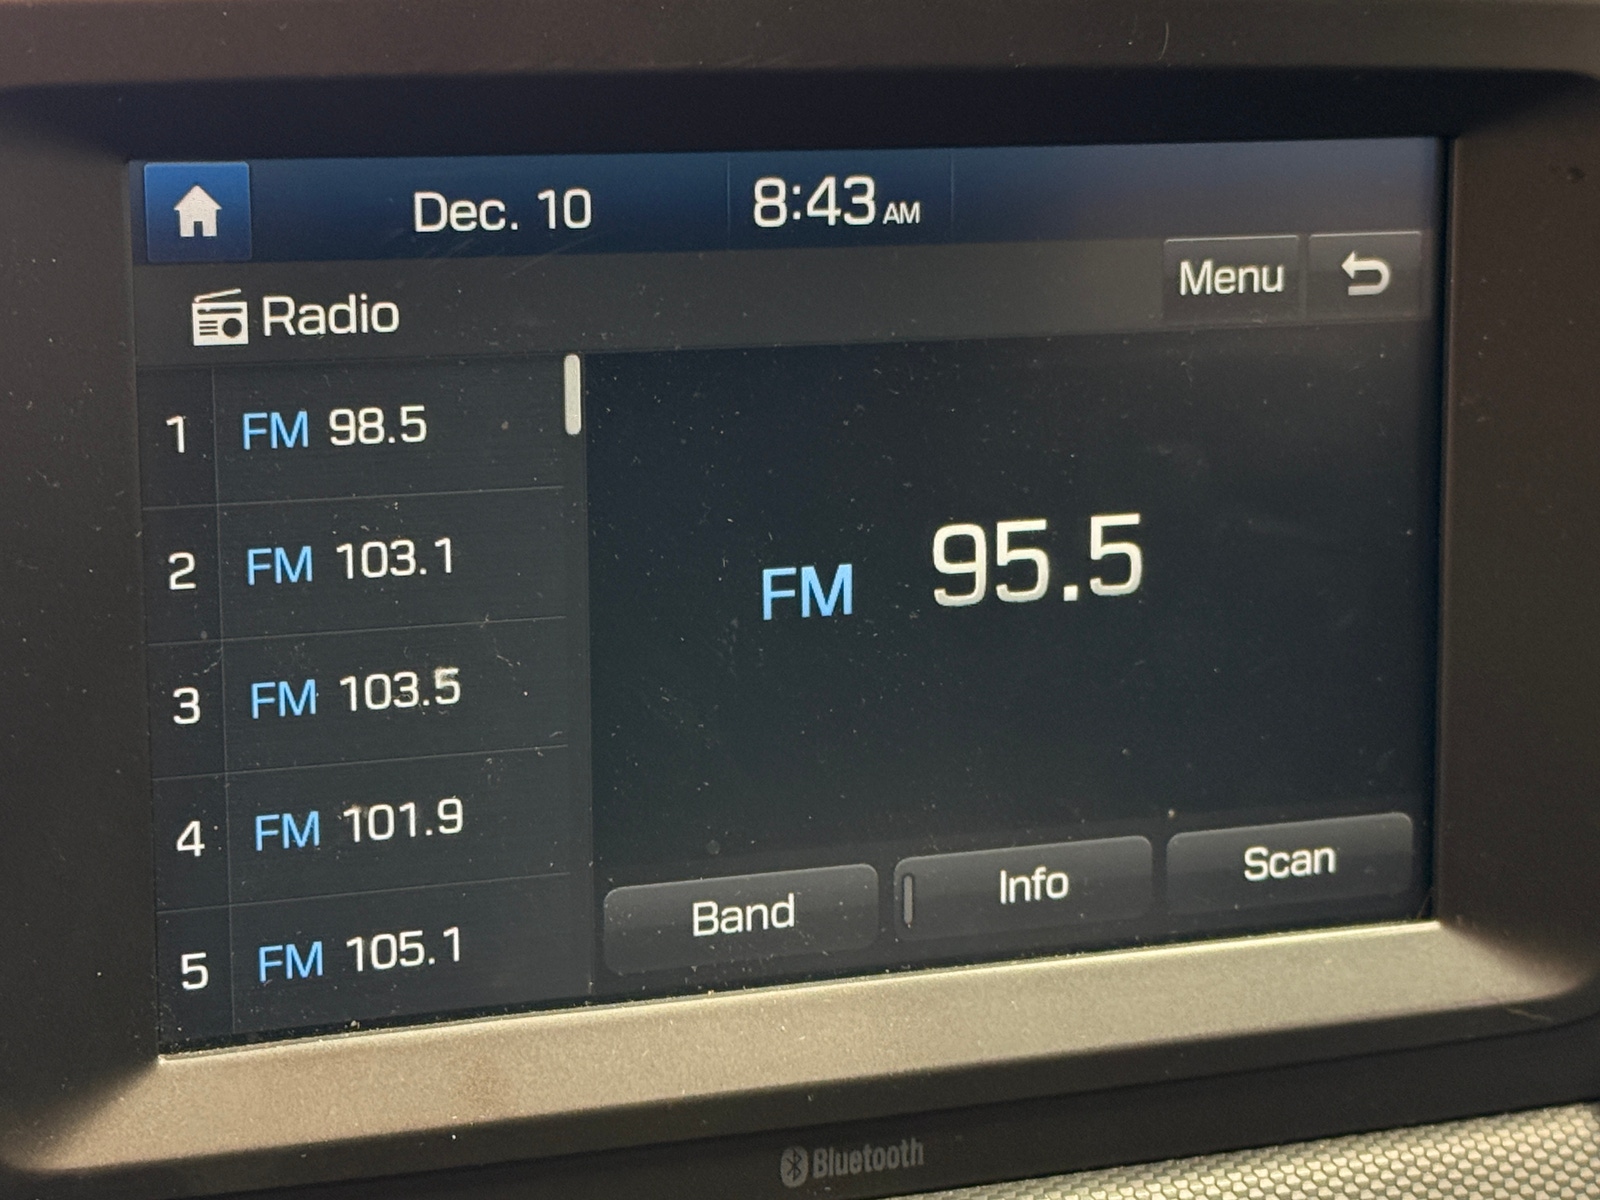 Dec. 10 8:43 AM
Radio Menu
1 FM 98.5
2 FM 103.1
3 FM 103.5
4 FM 101.9
5 FM 105.1
FM 95.5
Band Info Scan
Bluetooth